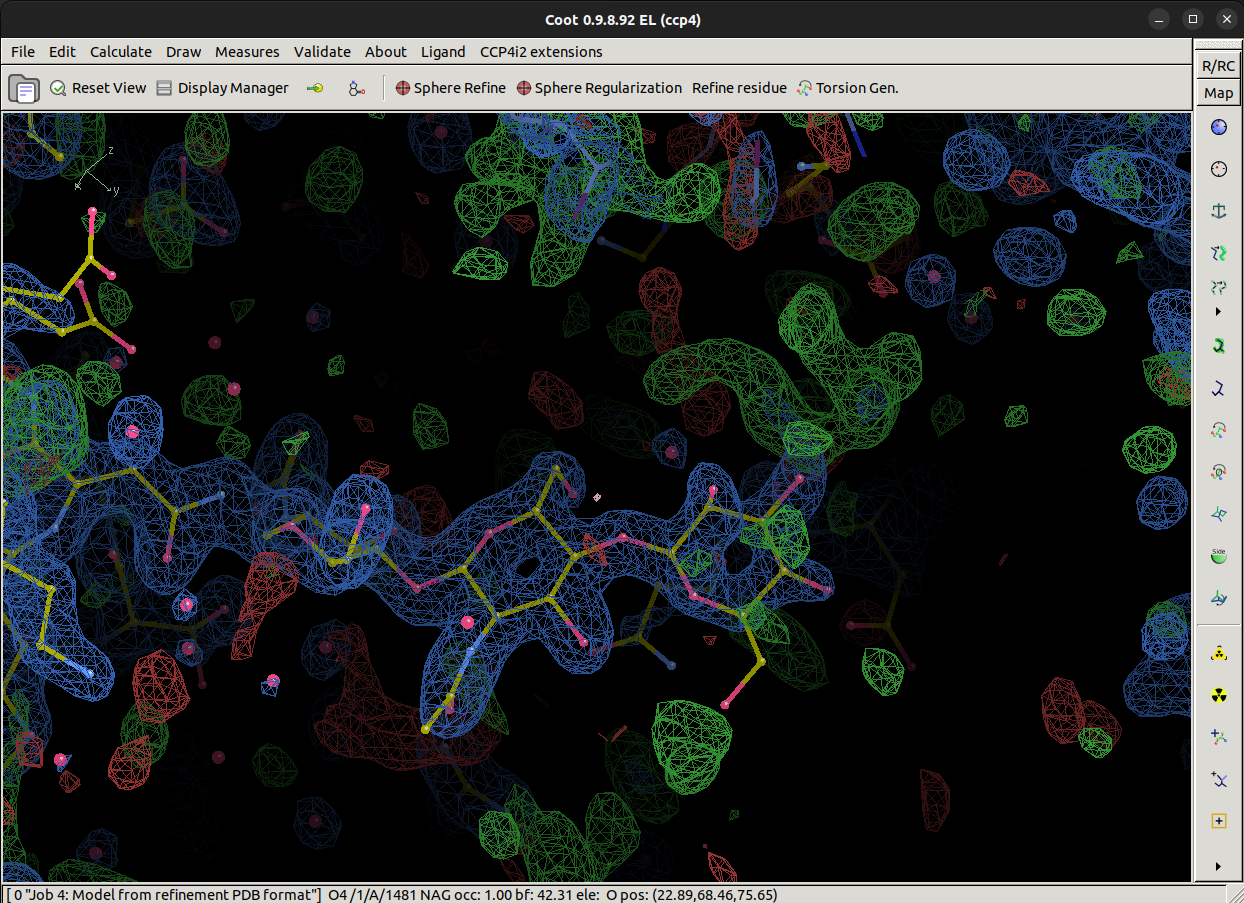 Coot 0.9.8.92 EL (ccp4)
File Edit Calculate Draw Measures Validate About Ligand CCP4i2 extensions
R/RC
Reset View Display Manager Sphere Refine Sphere Regularization Refine residue Torsion Gen.
Map
z
x y
Side
[ 0 "Job 4: Model from refinement PDB format"] O4 /1/A/1481 NAG occ: 1.00 bf: 42.31 ele: O pos: (22.89,68.46,75.65)